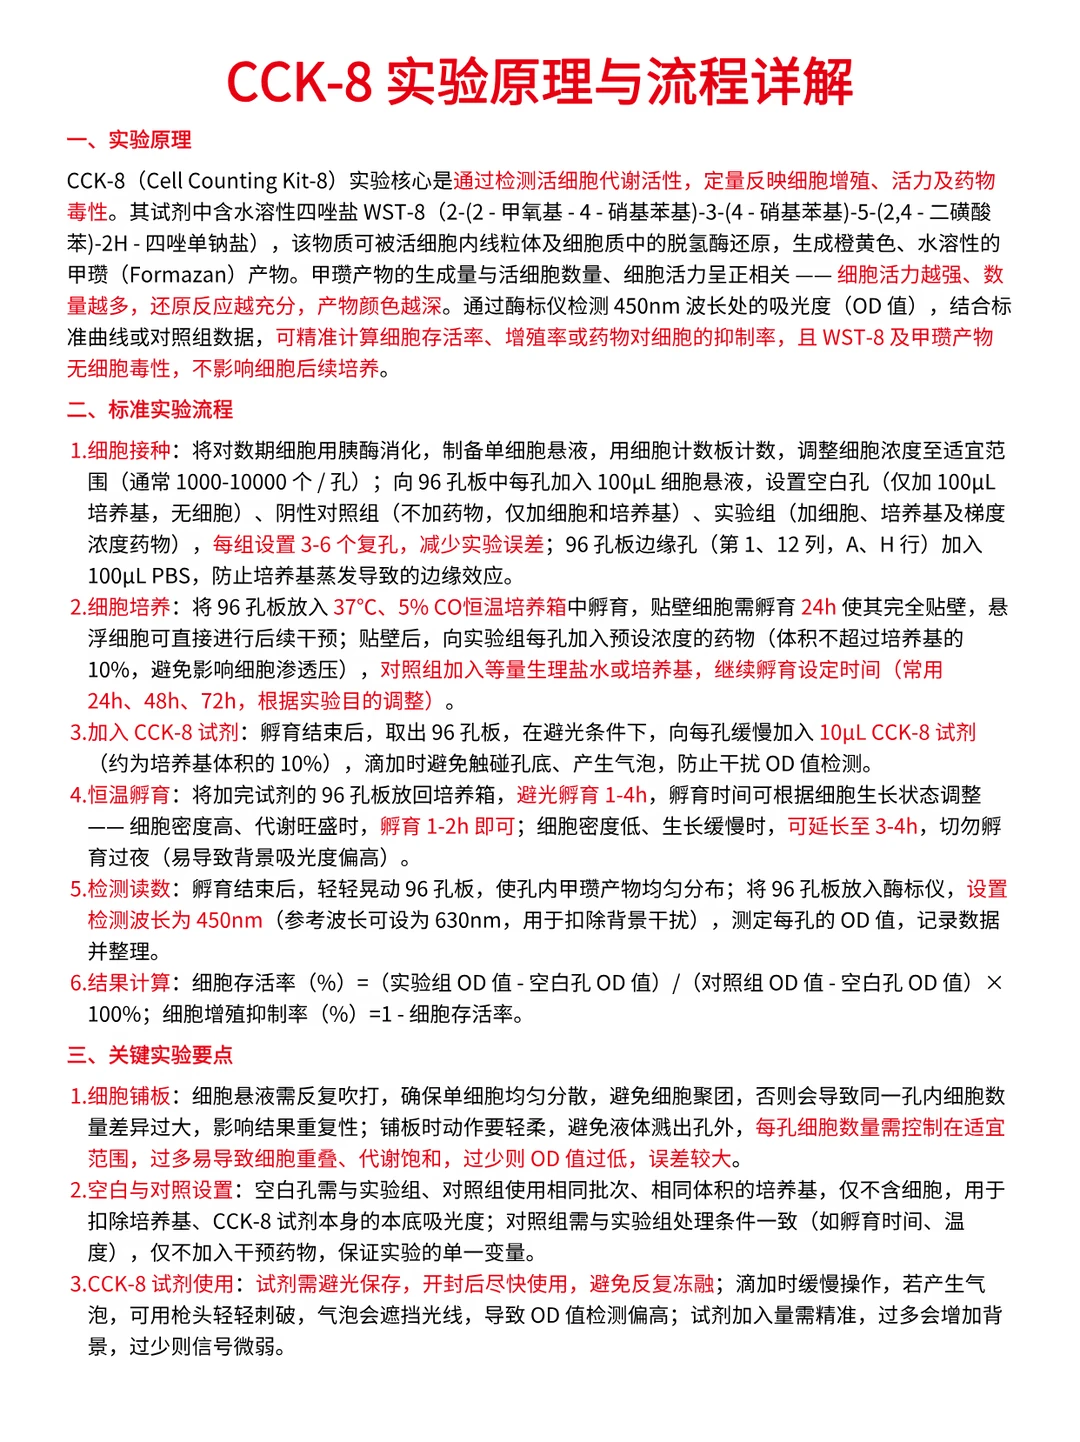 CCK-8 实验原理与流程详解
一、实验原理
CCK-8（Cell Counting Kit-8）实验核心是通过检测活细胞代谢活性，定量反映细胞增殖、活力及药物
毒性。其试剂中含水溶性四唑盐 WST-8（2-(2 - 甲氧基 - 4 - 硝基苯基)-3-(4 - 硝基苯基)-5-(2,4 - 二磺酸
苯)-2H - 四唑单钠盐），该物质可被活细胞内线粒体及细胞质中的脱氢酶还原，生成橙黄色、水溶性的
甲瓒（Formazan）产物。甲瓒产物的生成量与活细胞数量、细胞活力呈正相关 —— 细胞活力越强、数
量越多，还原反应越充分，产物颜色越深。通过酶标仪检测 450nm 波长处的吸光度（OD 值），结合标
准曲线或对照组数据，可精准计算细胞存活率、增殖率或药物对细胞的抑制率，且 WST-8 及甲瓒产物
无细胞毒性，不影响细胞后续培养。
二、标准实验流程
1.细胞接种：将对数期细胞用胰酶消化，制备单细胞悬液，用细胞计数板计数，调整细胞浓度至适宜范
围（通常 1000-10000 个 / 孔）；向 96 孔板中每孔加入 100μL 细胞悬液，设置空白孔（仅加 100μL
培养基，无细胞）、阴性对照组（不加药物，仅加细胞和培养基）、实验组（加细胞、培养基及梯度
浓度药物），每组设置 3-6 个复孔，减少实验误差；96 孔板边缘孔（第 1、12 列，A、H 行）加入
100μL PBS，防止培养基蒸发导致的边缘效应。
2.细胞培养：将 96 孔板放入 37℃、5% CO恒温培养箱中孵育，贴壁细胞需孵育 24h 使其完全贴壁，悬
浮细胞可直接进行后续干预；贴壁后，向实验组每孔加入预设浓度的药物（体积不超过培养基的
10%，避免影响细胞渗透压），对照组加入等量生理盐水或培养基，继续孵育设定时间（常用
24h、48h、72h，根据实验目的调整）。
3.加入 CCK-8 试剂：孵育结束后，取出 96 孔板，在避光条件下，向每孔缓慢加入 10μL CCK-8 试剂
（约为培养基体积的 10%），滴加时避免触碰孔底、产生气泡，防止干扰 OD 值检测。
4.恒温孵育：将加完试剂的 96 孔板放回培养箱，避光孵育 1-4h，孵育时间可根据细胞生长状态调整
—— 细胞密度高、代谢旺盛时，孵育 1-2h 即可；细胞密度低、生长缓慢时，可延长至 3-4h，切勿孵
育过夜（易导致背景吸光度偏高）。
5.检测读数：孵育结束后，轻轻晃动 96 孔板，使孔内甲瓒产物均匀分布；将 96 孔板放入酶标仪，设置
检测波长为 450nm（参考波长可设为 630nm，用于扣除背景干扰），测定每孔的 OD 值，记录数据
并整理。
6.结果计算：细胞存活率（%）=（实验组 OD 值 - 空白孔 OD 值）/（对照组 OD 值 - 空白孔 OD 值）×
100%；细胞增殖抑制率（%）=1 - 细胞存活率。
三、关键实验要点
1.细胞铺板：细胞悬液需反复吹打，确保单细胞均匀分散，避免细胞聚团，否则会导致同一孔内细胞数
量差异过大，影响结果重复性；铺板时动作要轻柔，避免液体溅出孔外，每孔细胞数量需控制在适宜
范围，过多易导致细胞重叠、代谢饱和，过少则 OD 值过低，误差较大。
2.空白与对照设置：空白孔需与实验组、对照组使用相同批次、相同体积的培养基，仅不含细胞，用于
扣除培养基、CCK-8 试剂本身的本底吸光度；对照组需与实验组处理条件一致（如孵育时间、温
度），仅不加入干预药物，保证实验的单一变量。
3.CCK-8 试剂使用：试剂需避光保存，开封后尽快使用，避免反复冻融；滴加时缓慢操作，若产生气
泡，可用枪头轻轻刺破，气泡会遮挡光线，导致 OD 值检测偏高；试剂加入量需精准，过多会增加背
景，过少则信号微弱。